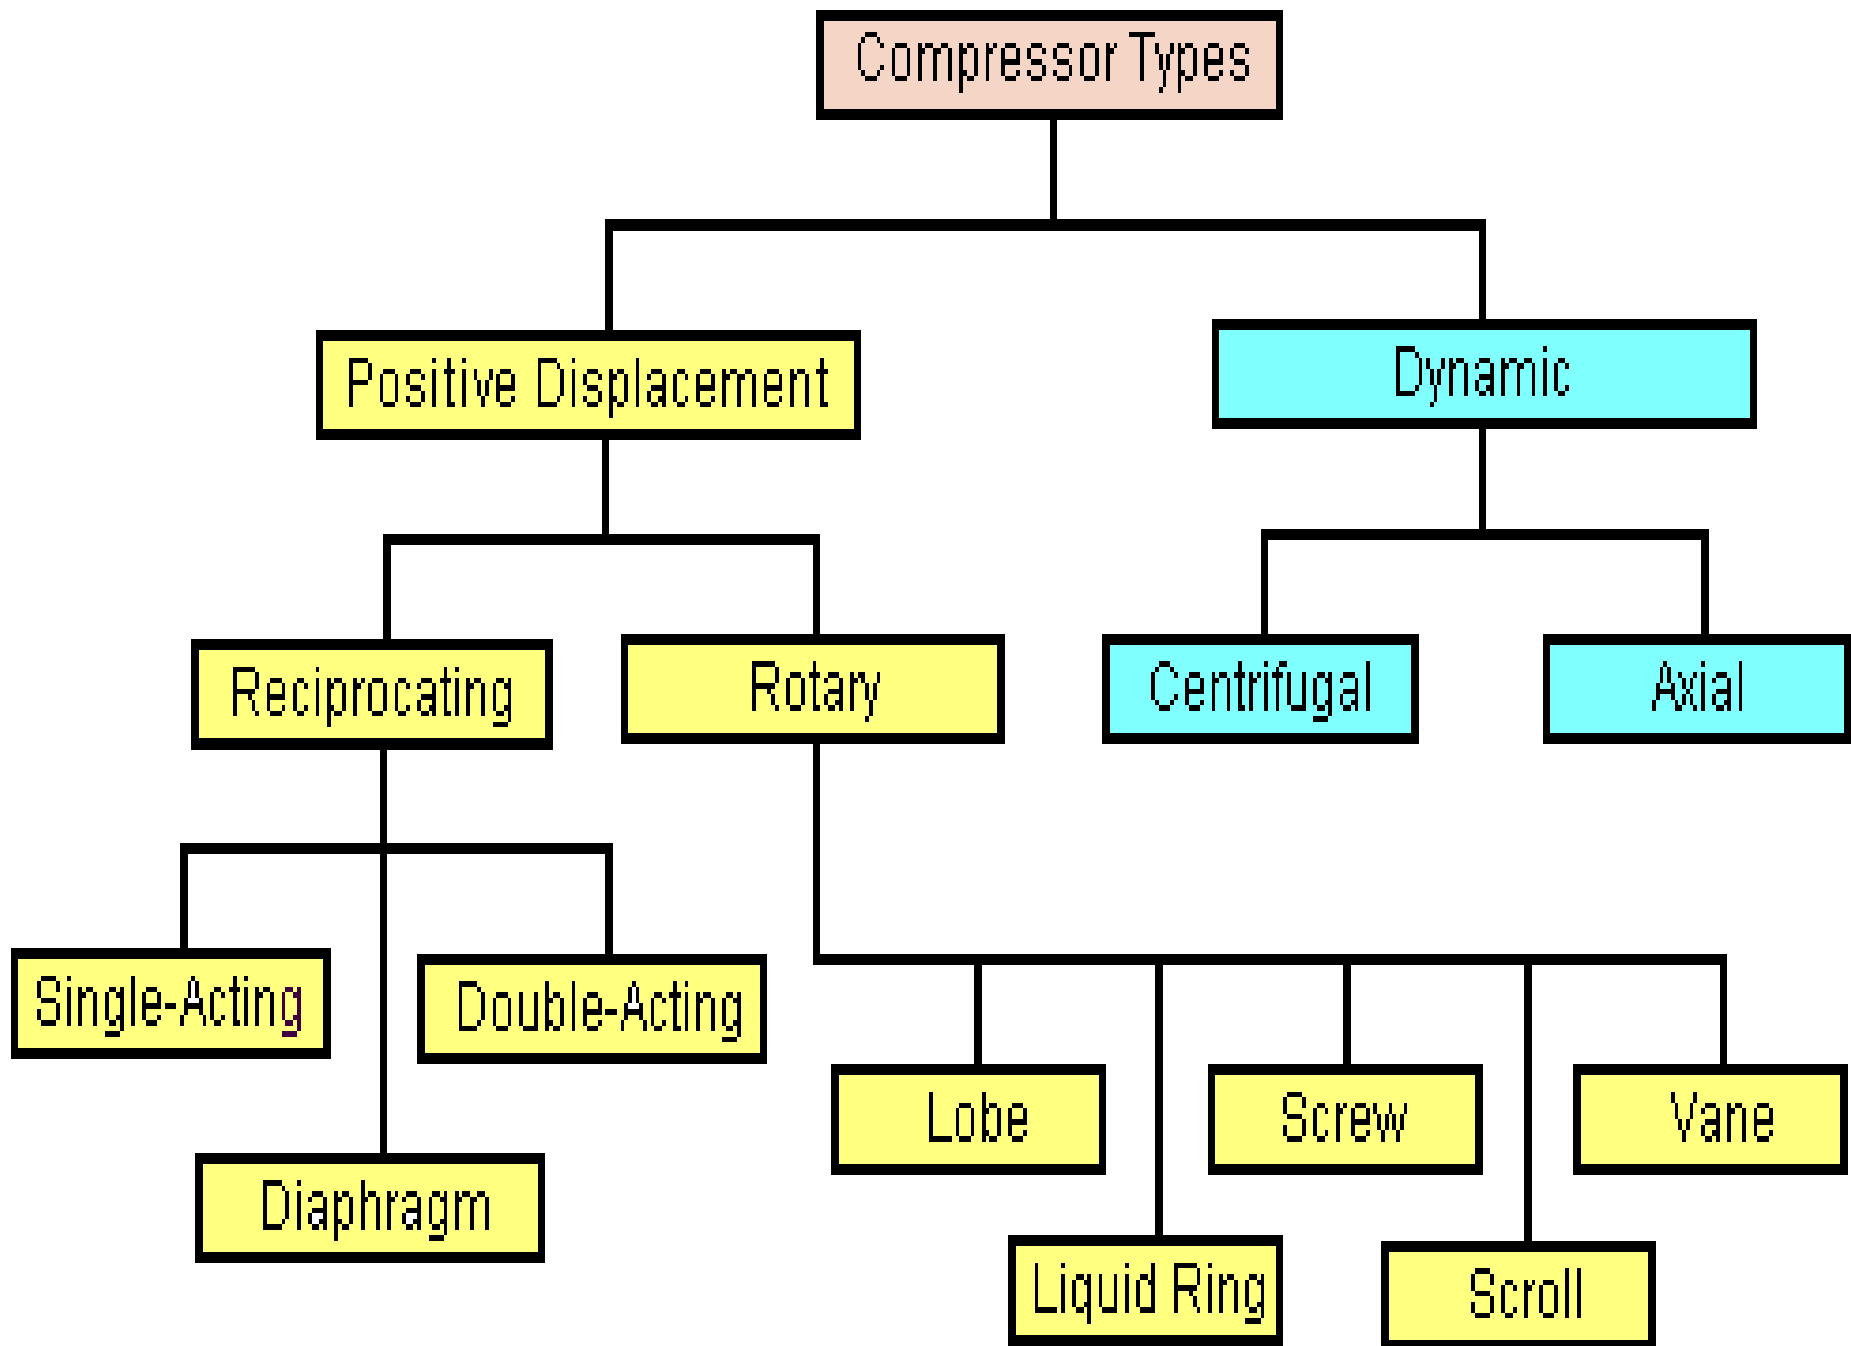 Compressor Types
Positive Displacement
Dynamic
Reciprocating
Rotary
Centrifugal
Axial
Single-Acting
Double-Acting
Diaphragm
Lobe
Screw
Vane
Liquid Ring
Scroll